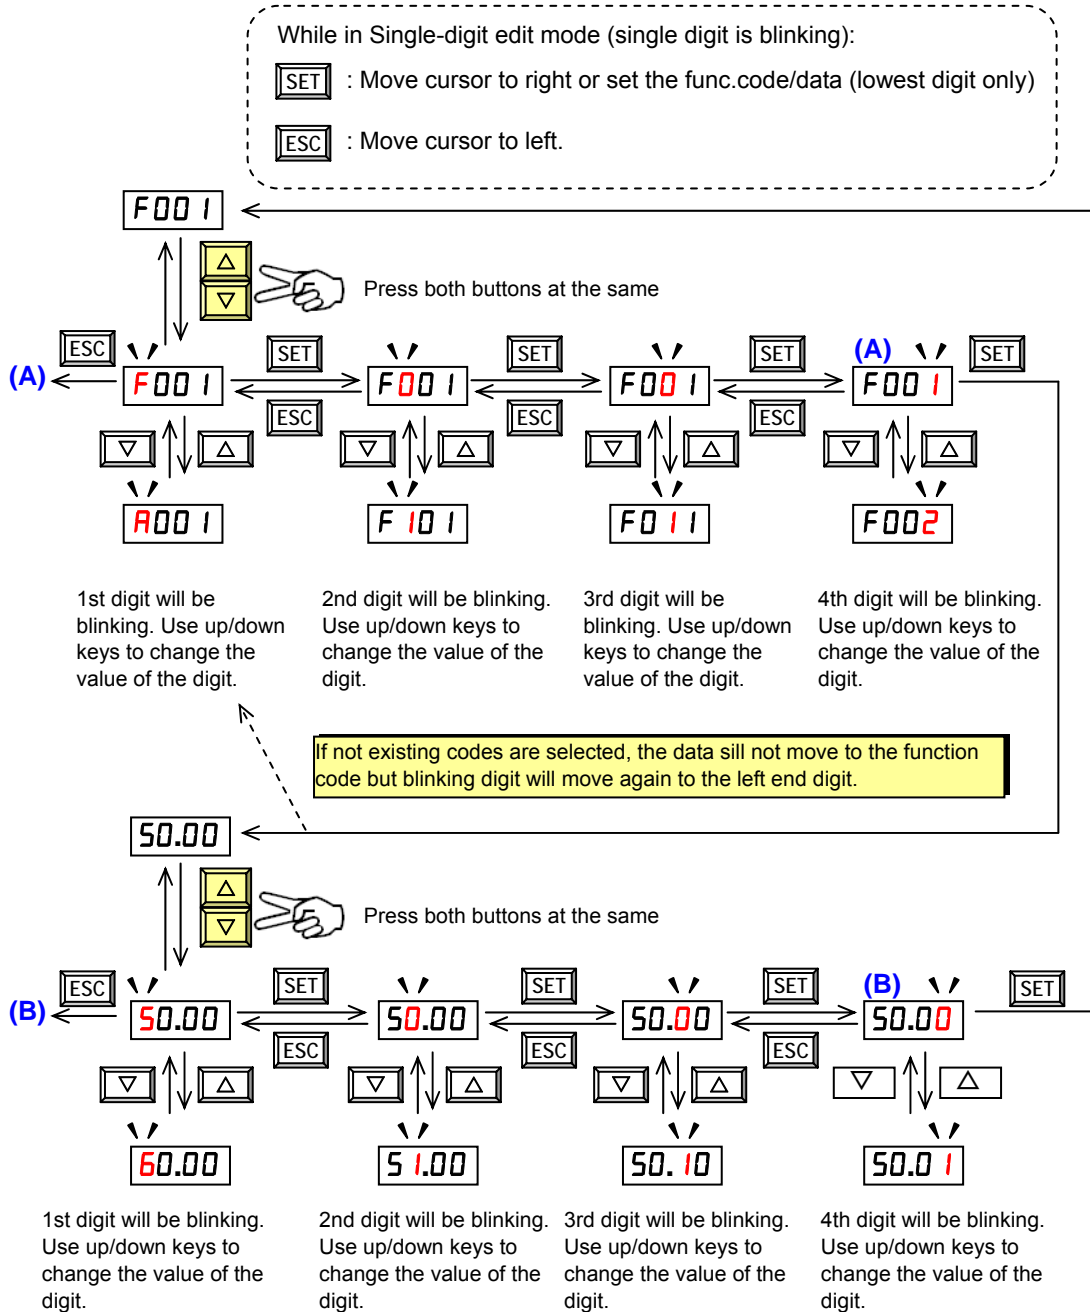 While in Single-digit edit mode (single digit is blinking):
SET : Move cursor to right or set the func.code/data (lowest digit only)
ESC : Move cursor to left.
F001
Press both buttons at the same
ESC SET SET (A) SET SET
(A) F001 F001 F001 F001
ESC ESC ESC
A001 F101 F011 F002
1st digit will be
blinking. Use up/down
keys to change the
value of the digit.
2nd digit will be blinking.
Use up/down keys to
change the value of the
digit.
3rd digit will be
blinking. Use up/down
keys to change the
value of the digit.
4th digit will be blinking.
Use up/down keys to
change the value of the
digit.
If not existing codes are selected, the data sill not move to the function
code but blinking digit will move again to the left end digit.
50.00
Press both buttons at the same
ESC SET SET SET (B) SET
(B) 50.00 50.00 50.00 50.00
ESC ESC ESC
60.00 51.00 50.10 50.01
1st digit will be blinking.
Use up/down keys to
change the value of the
digit.
2nd digit will be blinking.
Use up/down keys to
change the value of the
digit.
3rd digit will be blinking.
Use up/down keys to
change the value of the
digit.
4th digit will be blinking.
Use up/down keys to
change the value of the
digit.